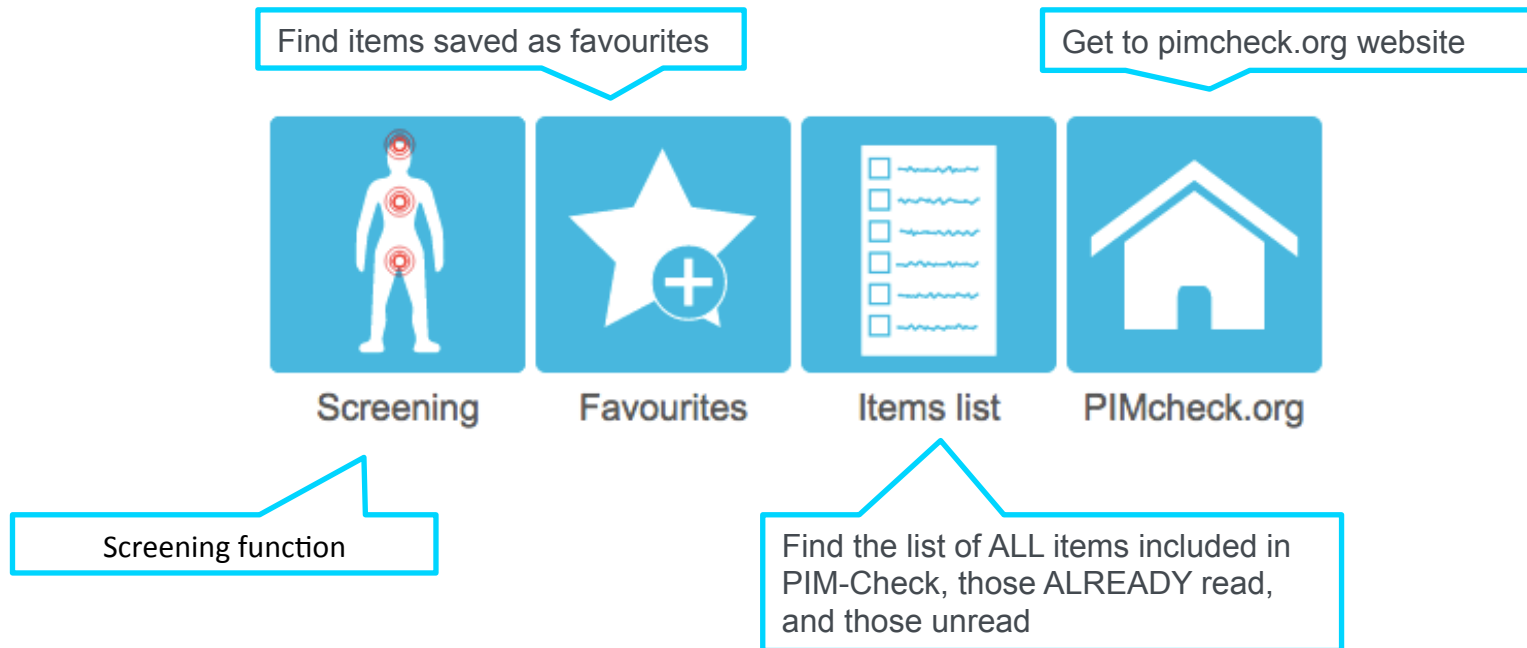 Find items saved as favourites
Get to pimcheck.org website
Screening
Favourites
Items list
PIMcheck.org
Screening function
Find the list of ALL items included in
PIM-Check, those ALREADY read,
and those unread